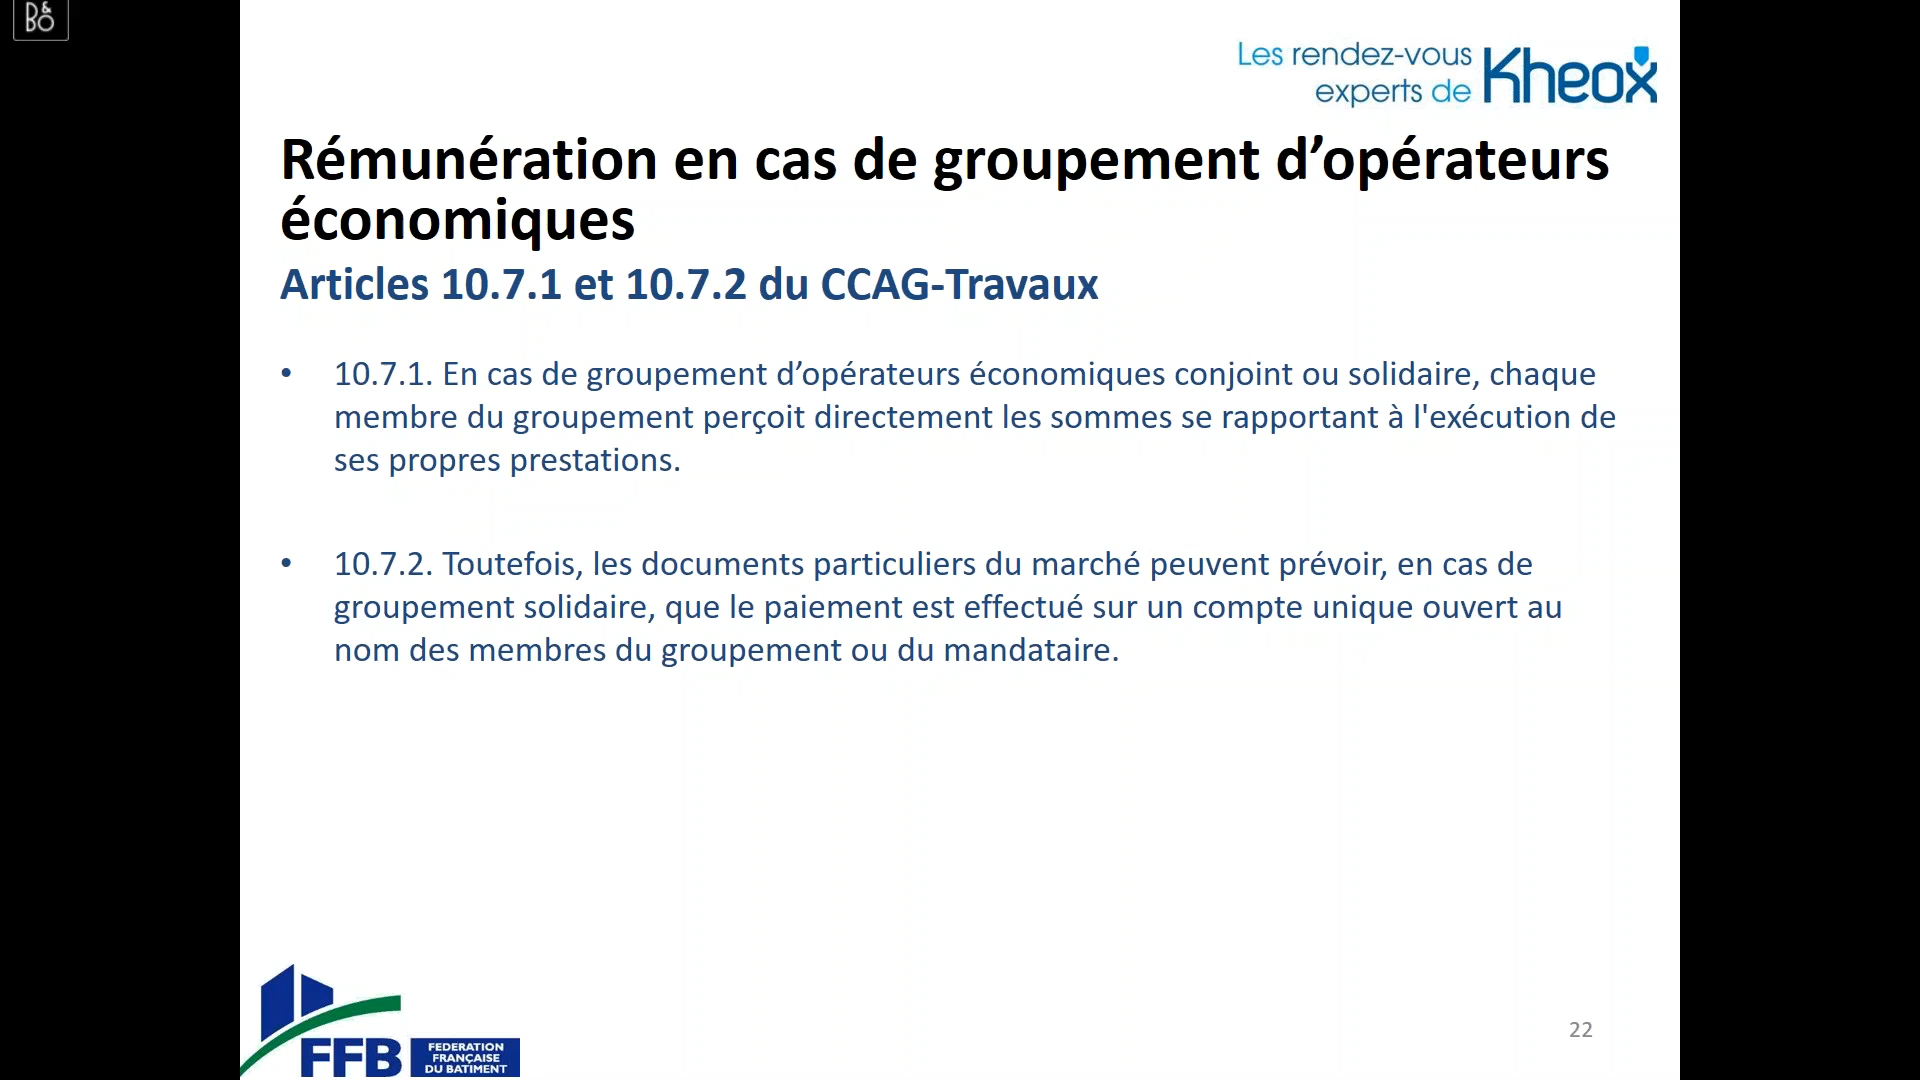 B&O
Les rendez-vous
experts de Kheox
Rémunération en cas de groupement d’opérateurs
économiques
Articles 10.7.1 et 10.7.2 du CCAG-Travaux
• 10.7.1. En cas de groupement d’opérateurs économiques conjoint ou solidaire, chaque
membre du groupement perçoit directement les sommes se rapportant à l'exécution de
ses propres prestations.
• 10.7.2. Toutefois, les documents particuliers du marché peuvent prévoir, en cas de
groupement solidaire, que le paiement est effectué sur un compte unique ouvert au
nom des membres du groupement ou du mandataire.
FFB
FEDERATION
FRANÇAISE
DU BATIMENT
22